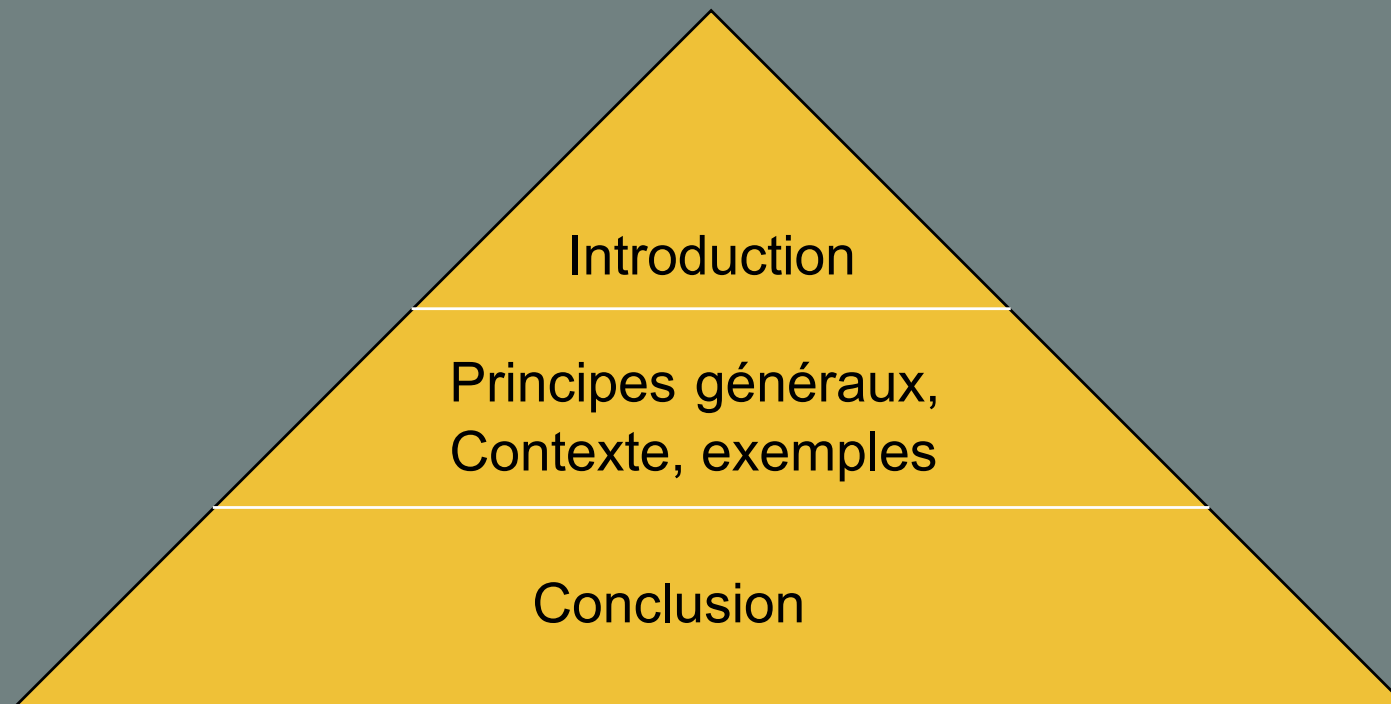 Introduction
Principes généraux,
Contexte, exemples
Conclusion